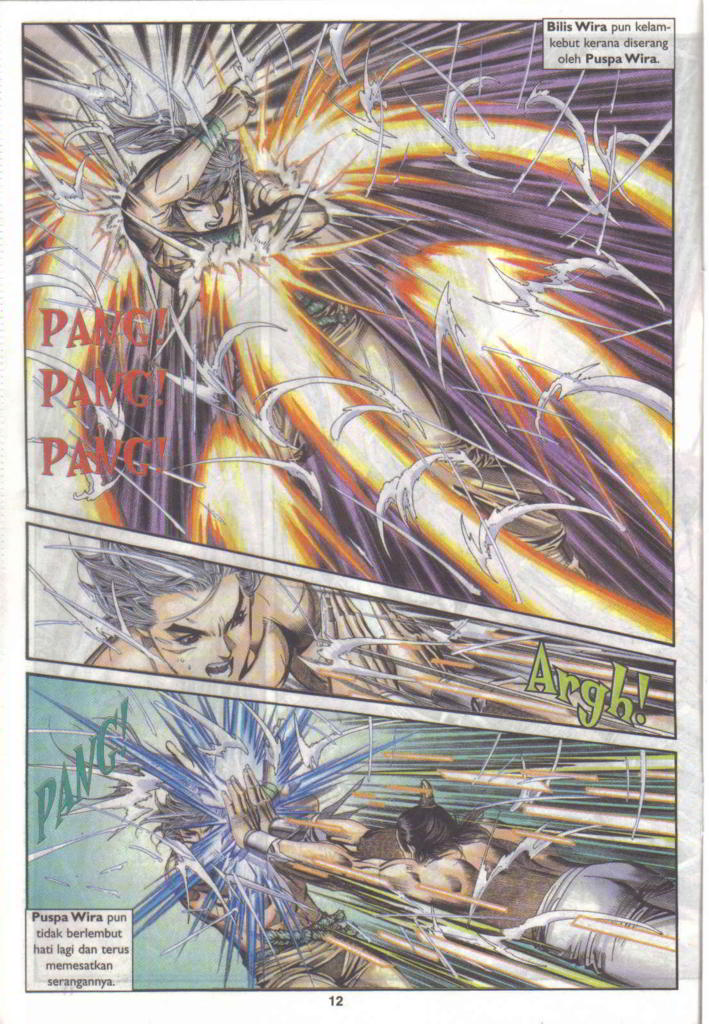 Bilis Wira pun kelam-
kebut kerana diserang
oleh Puspa Wira.
PANG!
PANG!
PANG!
Argh!
PANG!
Puspa Wira pun
tidak berlembut
hati lagi dan terus
memesatkan
serangannya.
12